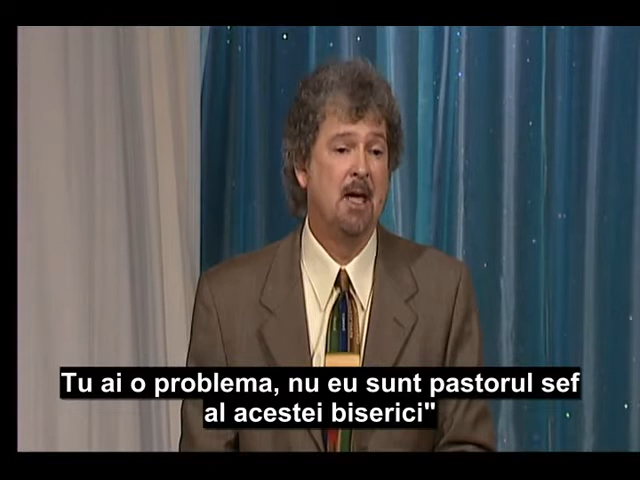 Tu ai o problema, nu eu sunt pastorul sef
al acestei biserici"